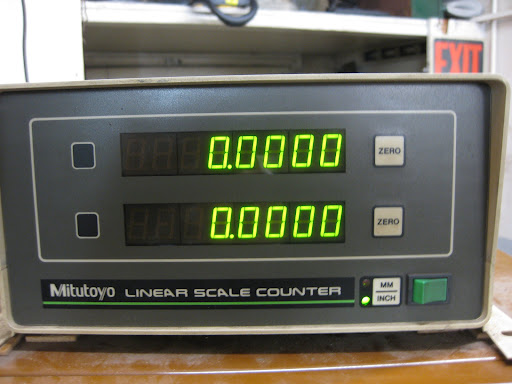 EXIT
0.0000
ZERO
0.0000
ZERO
Mitutoyo LINEAR SCALE COUNTER
MM
INCH